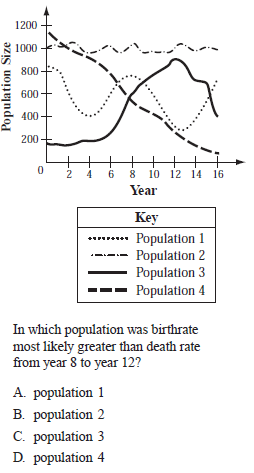 Population Size
1200
1000
800
600
400
200
0
2 4 6 8 10 12 14 16
Year
Key
Population 1
Population 2
Population 3
Population 4
In which population was birthrate
most likely greater than death rate
from year 8 to year 12?
A. population 1
B. population 2
C. population 3
D. population 4